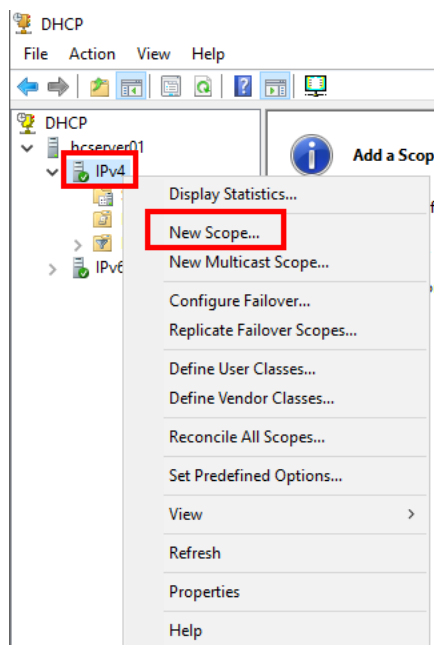 DHCP
File Action View Help
DHCP
hcserver01
Add a Scop
IPv4
Display Statistics...
New Scope...
New Multicast Scope...
IPv6
Configure Failover...
Replicate Failover Scopes...
Define User Classes...
Define Vendor Classes...
Reconcile All Scopes...
Set Predefined Options...
View
Refresh
Properties
Help